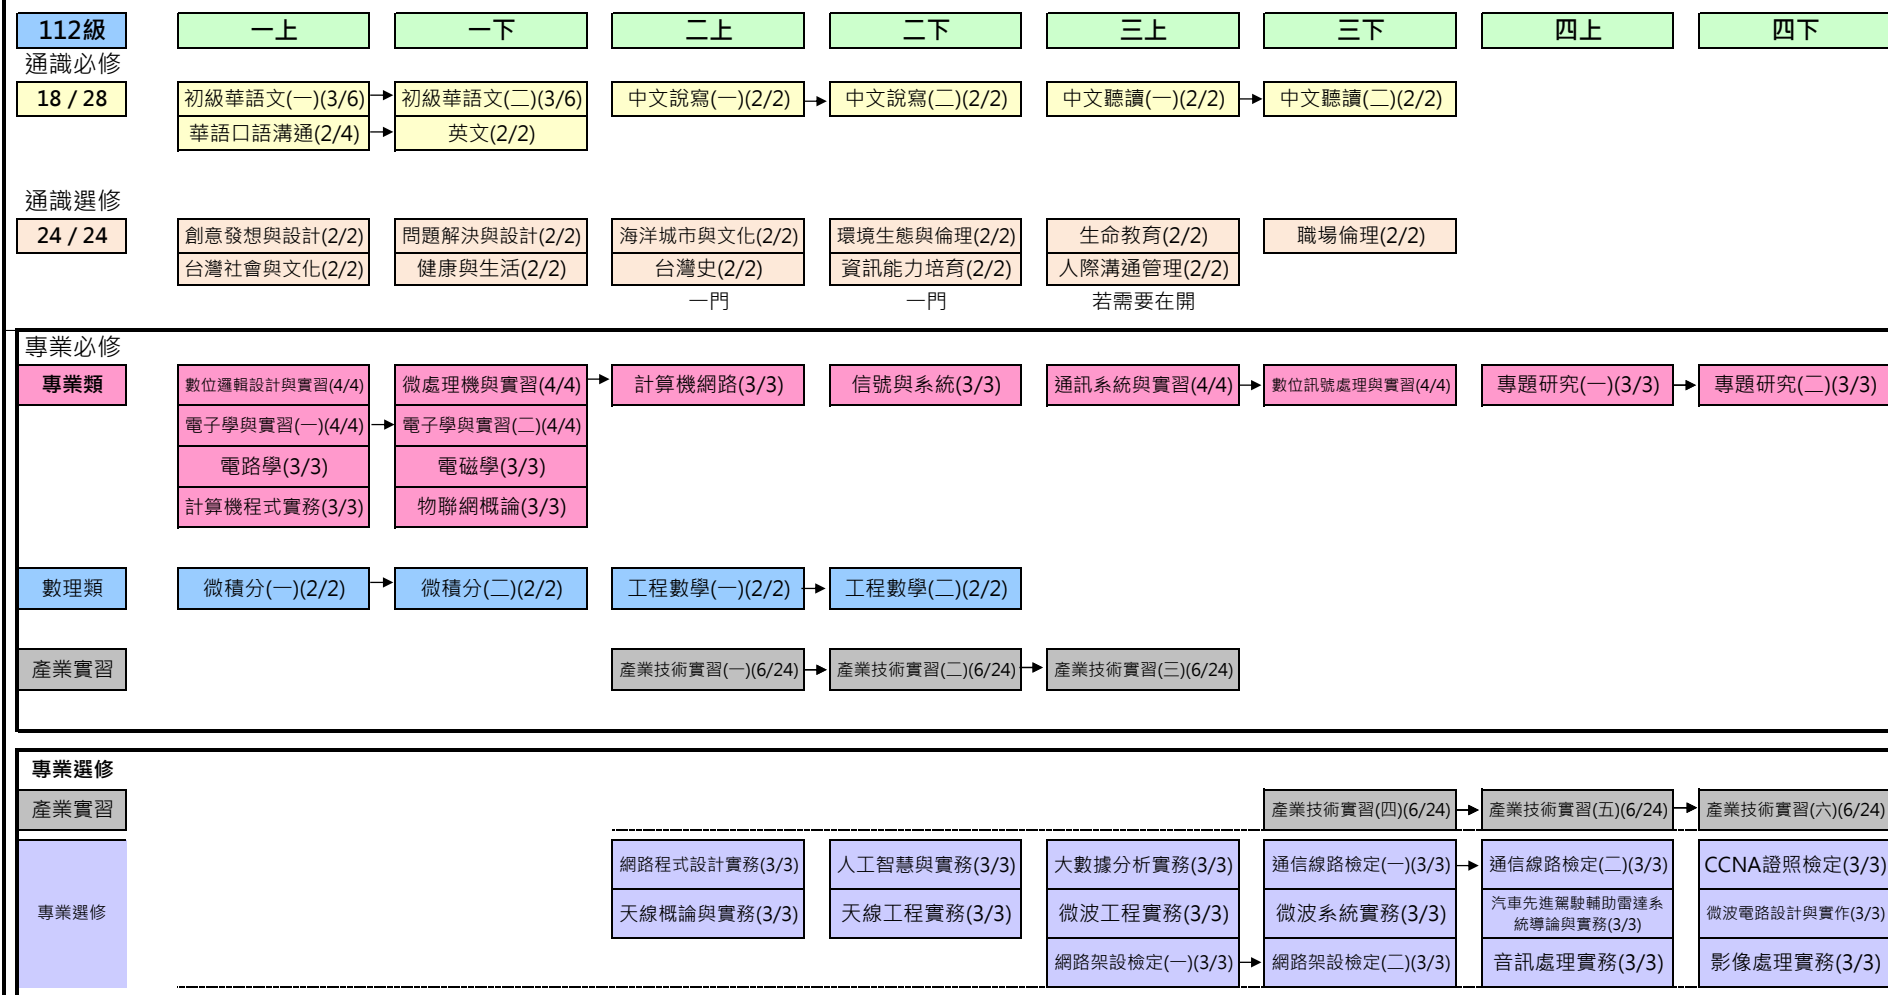 112級 一上 一下 二上 二下 三上 三下 四上 四下
通識必修
18 / 28 初級華語文(一)(3/6) 初級華語文(二)(3/6) 中文說寫(一)(2/2) 中文說寫(二)(2/2) 中文聽讀(一)(2/2) 中文聽讀(二)(2/2)
華語口語溝通(2/4) 英文(2/2)
通識選修
24 / 24 創意發想與設計(2/2) 問題解決與設計(2/2) 海洋城市與文化(2/2) 環境生態與倫理(2/2) 生命教育(2/2) 職場倫理(2/2)
台灣社會與文化(2/2) 健康與生活(2/2) 台灣史(2/2) 資訊能力培育(2/2) 人際溝通管理(2/2)
一門 一門 若需要在開
專業必修
專業類 數位邏輯設計與實習(4/4) 微處理機與實習(4/4) 計算機網路(3/3) 信號與系統(3/3) 通訊系統與實習(4/4) 數位訊號處理與實習(4/4) 專題研究(一)(3/3) 專題研究(二)(3/3)
電子學與實習(一)(4/4) 電子學與實習(二)(4/4)
電路學(3/3) 電磁學(3/3)
計算機程式實務(3/3) 物聯網概論(3/3)
數理類 微積分(一)(2/2) 微積分(二)(2/2) 工程數學(一)(2/2) 工程數學(二)(2/2)
產業實習 產業技術實習(一)(6/24) 產業技術實習(二)(6/24) 產業技術實習(三)(6/24)
專業選修
產業實習 產業技術實習(四)(6/24) 產業技術實習(五)(6/24) 產業技術實習(六)(6/24)
網路程式設計實務(3/3) 人工智慧與實務(3/3) 大數據分析實務(3/3) 通信線路檢定(一)(3/3) 通信線路檢定(二)(3/3) CCNA證照檢定(3/3)
專業選修 天線概論與實務(3/3) 天線工程實務(3/3) 微波工程實務(3/3) 微波系統實務(3/3) 汽車先進駕駛輔助雷達系
統導論與實務(3/3) 微波電路設計與實作(3/3)
網路架設檢定(一)(3/3) 網路架設檢定(二)(3/3) 音訊處理實務(3/3) 影像處理實務(3/3)